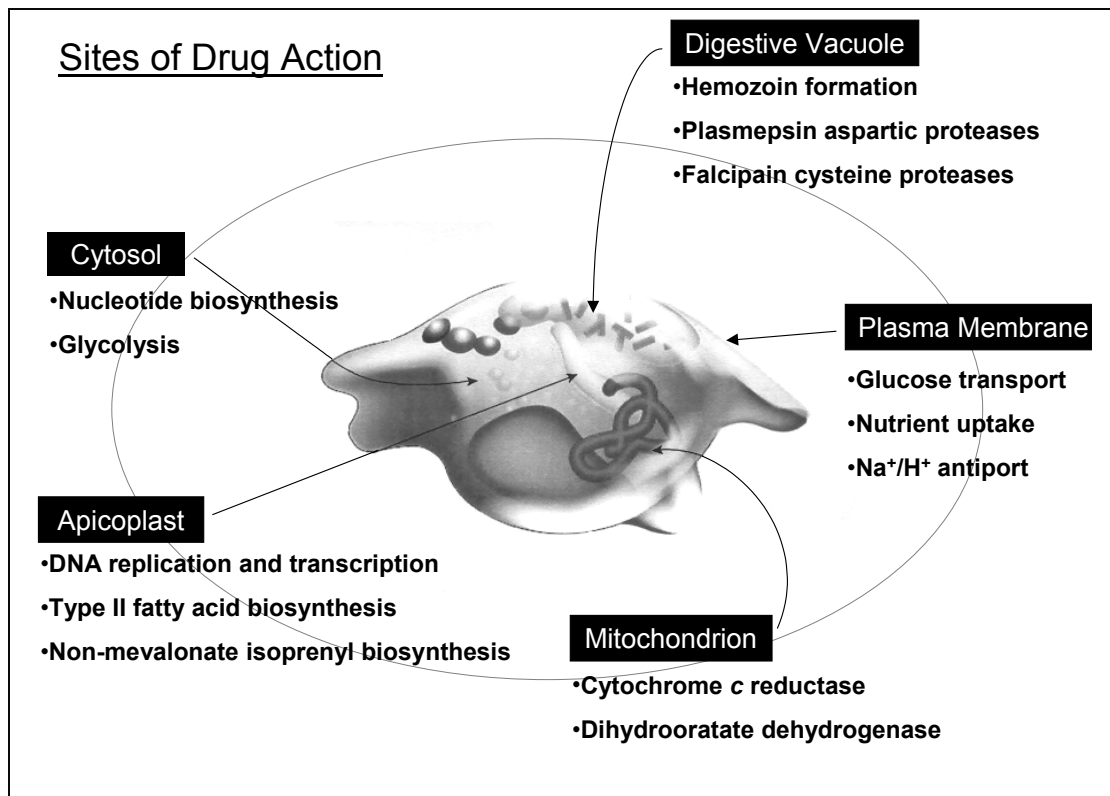 Sites of Drug Action
Digestive Vacuole
•Hemozoin formation
•Plasmepsin aspartic proteases
•Falcipain cysteine proteases
Cytosol
•Nucleotide biosynthesis
•Glycolysis
Plasma Membrane
•Glucose transport
•Nutrient uptake
•Na⁺/H⁺ antiport
Apicoplast
•DNA replication and transcription
•Type II fatty acid biosynthesis
•Non-mevalonate isoprenyl biosynthesis
Mitochondrion
•Cytochrome c reductase
•Dihydrooratate dehydrogenase